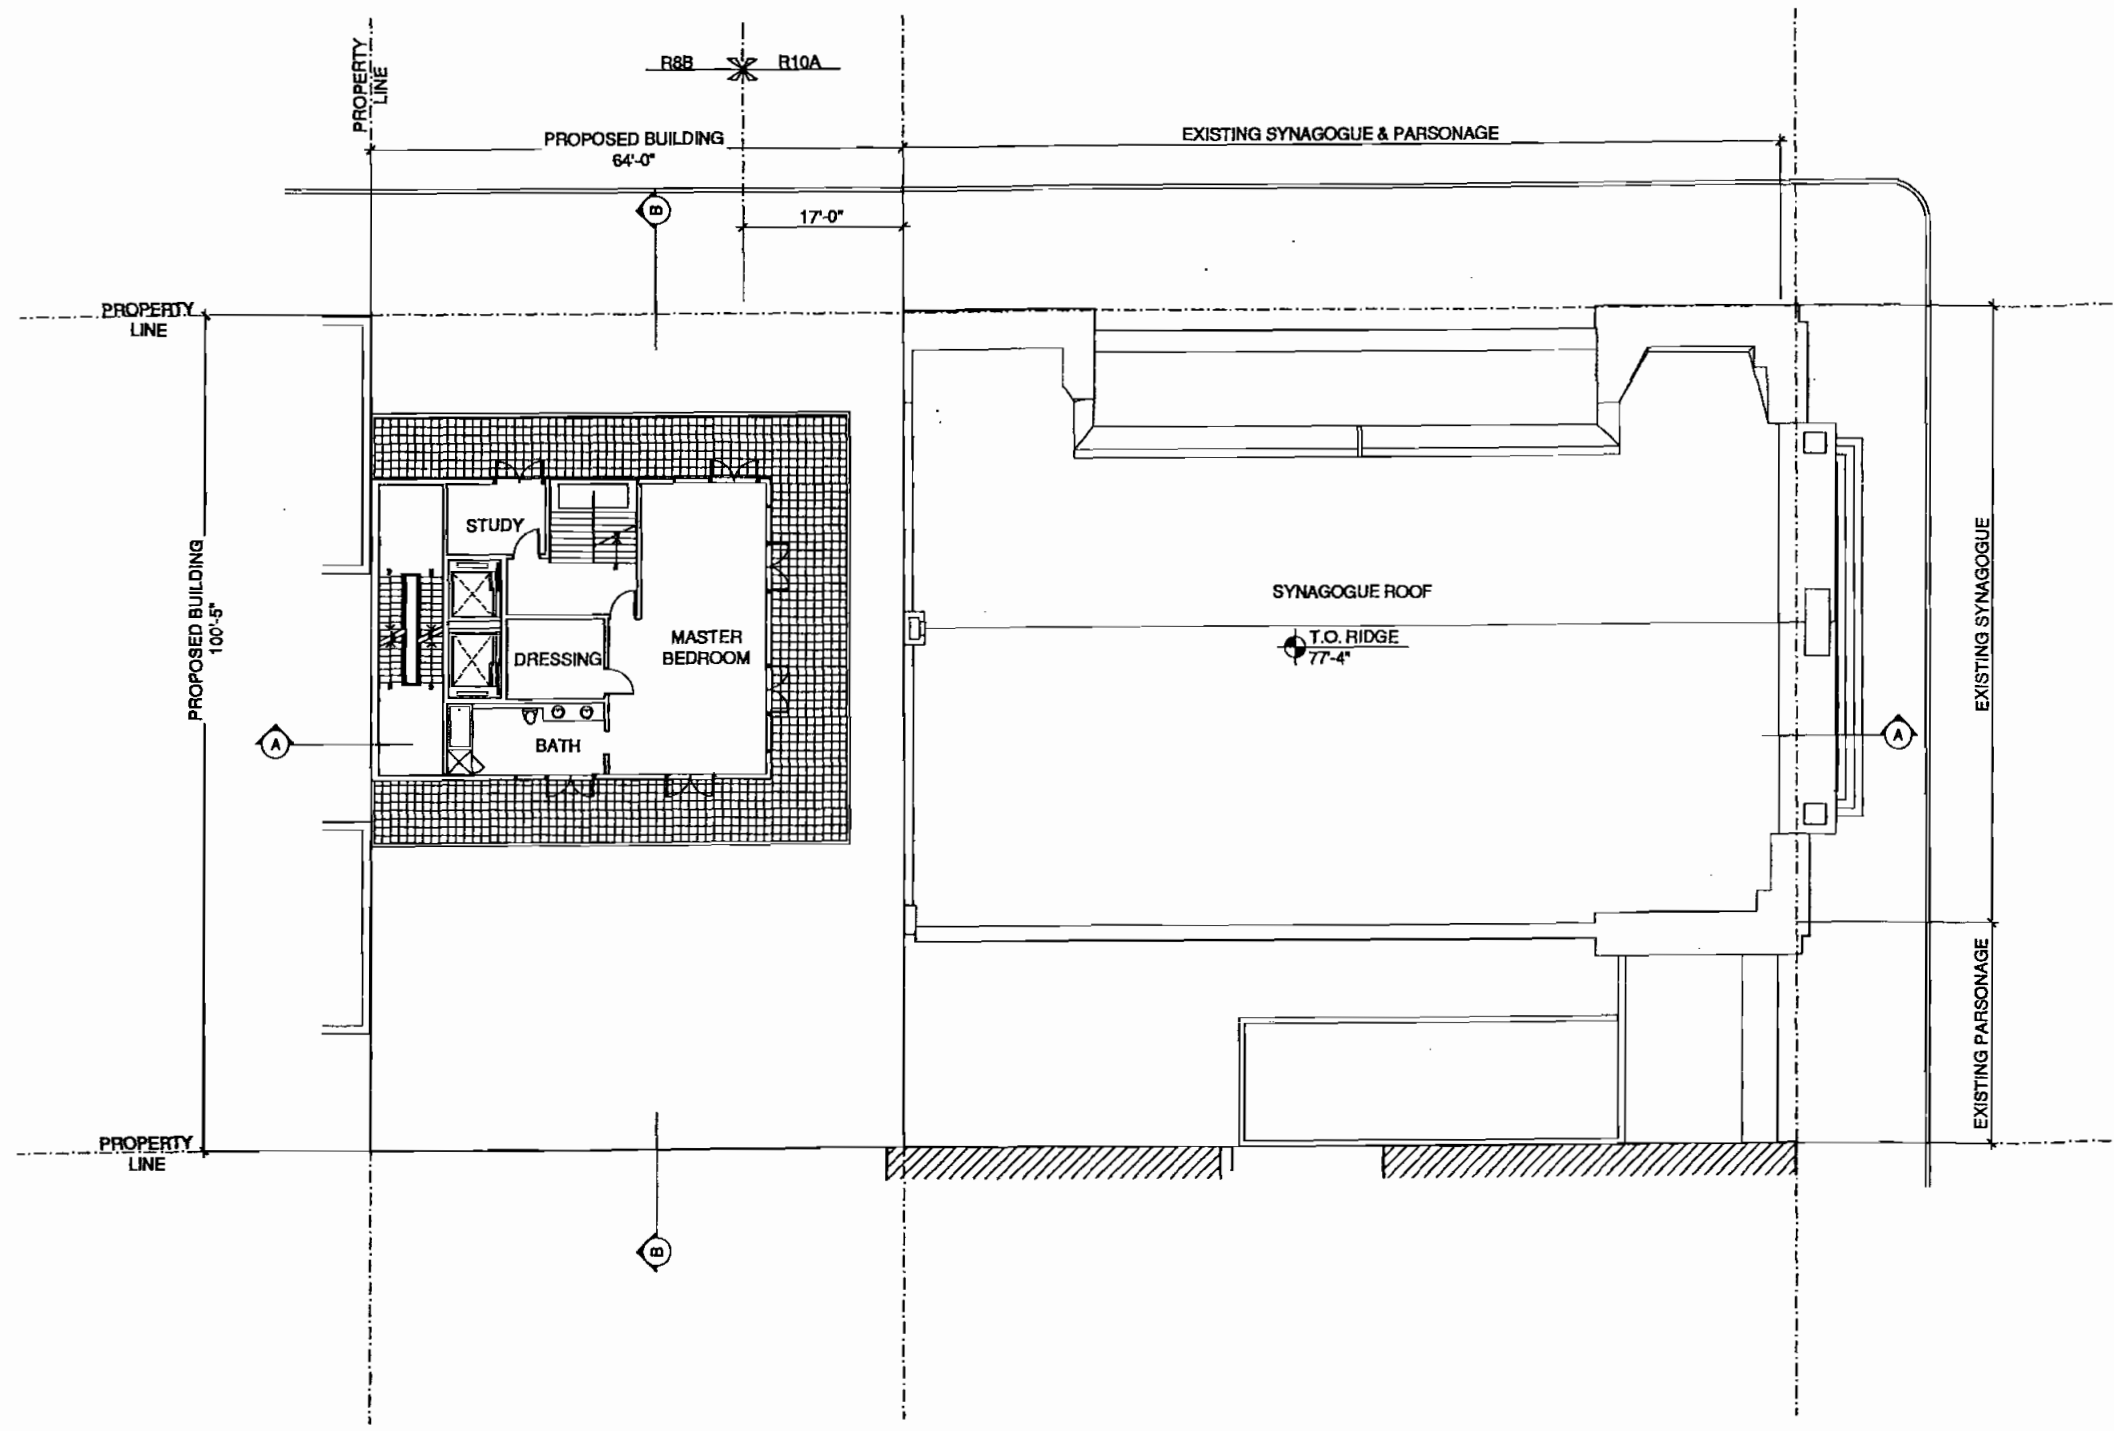 PROPERTY
LINE
R8B
R10A
PROPOSED BUILDING
64'-0"
EXISTING SYNAGOGUE & PARSONAGE
B
17'-0"
PROPERTY
LINE
PROPOSED BUILDING
100'-5"
STUDY
DRESSING
MASTER
BEDROOM
BATH
SYNAGOGUE ROOF
T.O. RIDGE
77'-4"
EXISTING SYNAGOGUE
A
A
EXISTING PARSONAGE
PROPERTY
LINE
B